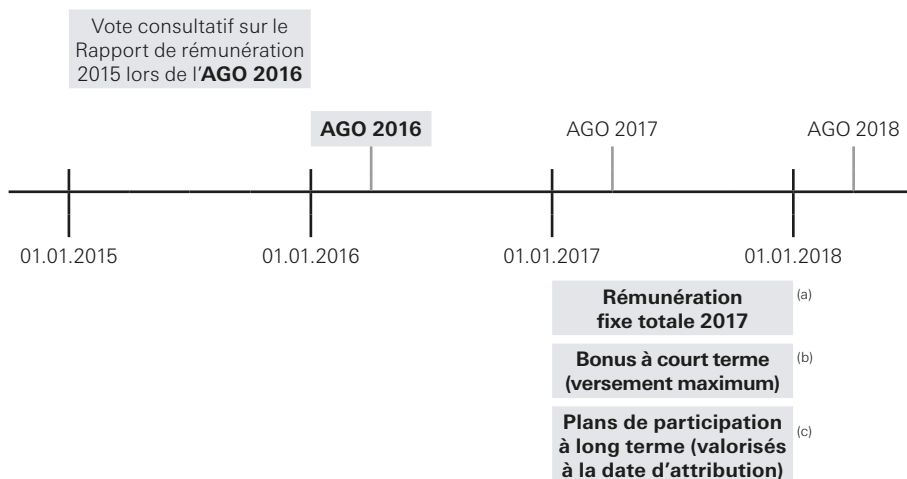 Vote consultatif sur le
Rapport de rémunération
2015 lors de l'AGO 2016
AGO 2016
AGO 2017
AGO 2018
01.01.2015
01.01.2016
01.01.2017
01.01.2018
Rémunération
fixe totale 2017
(a)
Bonus à court terme
(versement maximum)
(b)
Plans de participation
à long terme (valorisés
à la date d'attribution)
(c)